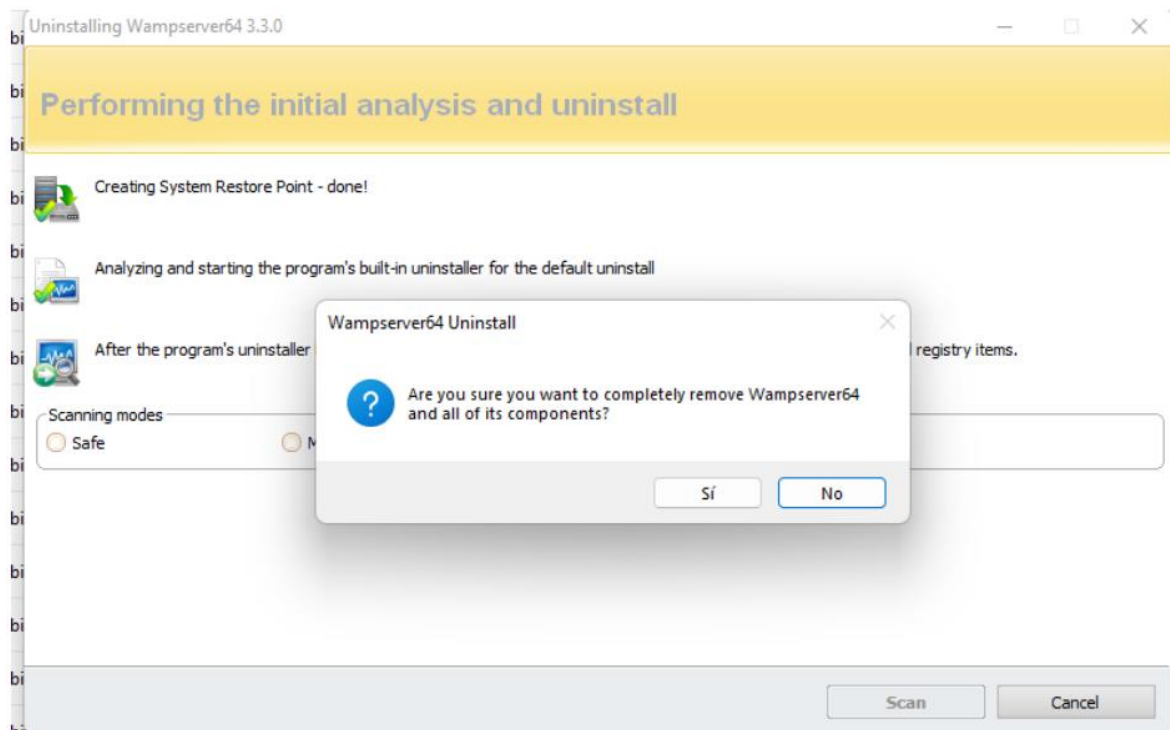 Uninstalling Wampserver64 3.3.0
Performing the initial analysis and uninstall
Creating System Restore Point - done!
Analyzing and starting the program's built-in uninstaller for the default uninstall
After the program's uninstaller
registry items.
Scanning modes
Safe
Wampserver64 Uninstall
Are you sure you want to completely remove Wampserver64
and all of its components?
Sí
No
Scan
Cancel